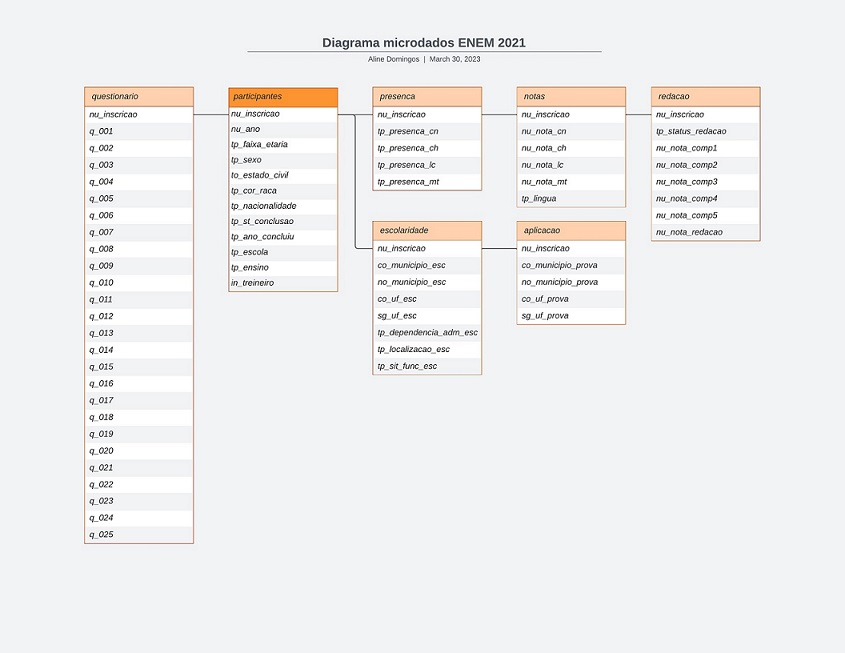 Diagrama microdados ENEM 2021
Aline Domingos | March 30, 2023
questionario
nu_inscricao
q_001
q_002
q_003
q_004
q_005
q_006
q_007
q_008
q_009
q_010
q_011
q_012
q_013
q_014
q_015
q_016
q_017
q_018
q_019
q_020
q_021
q_022
q_023
q_024
q_025
participantes
nu_inscricao
nu_ano
tp_faixa_etaria
tp_sexo
to_estado_civil
tp_cor_raca
tp_nacionalidade
tp_st_conclusao
tp_ano_concluiu
tp_escola
tp_ensino
in_treineiro
presenca
nu_inscricao
tp_presenca_cn
tp_presenca_ch
tp_presenca_lc
tp_presenca_mt
notas
nu_inscricao
nu_nota_cn
nu_nota_ch
nu_nota_lc
nu_nota_mt
tp_lingua
redacao
nu_inscricao
tp_status_redacao
nu_nota_comp1
nu_nota_comp2
nu_nota_comp3
nu_nota_comp4
nu_nota_comp5
nu_nota_redacao
escolaridade
nu_inscricao
co_municipio_esc
no_municipio_esc
co_uf_esc
sg_uf_esc
tp_dependencia_adm_esc
tp_localizacao_esc
tp_sit_func_esc
aplicacao
nu_inscricao
co_municipio_prova
no_municipio_prova
co_uf_prova
sg_uf_prova